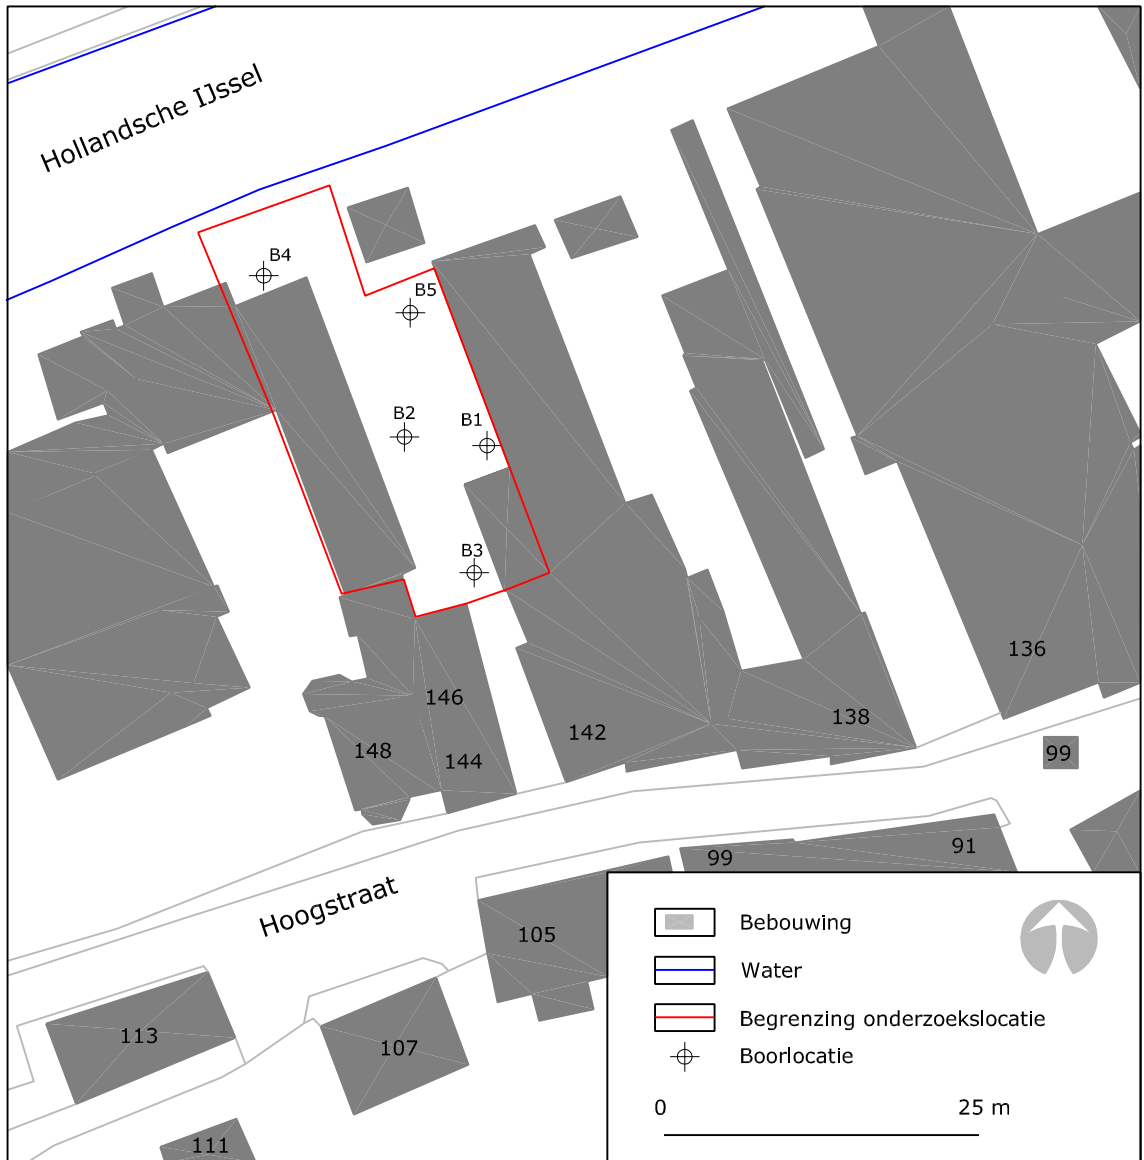 Hollandsche IJssel
B4
B5
B2
B1
B3
136
146
138
142
148
144
99
91
99
Hoogstraat
105
113
107
111
Bebouwing
Water
Begrenzing onderzoekslocatie
Boorlocatie
0 25 m